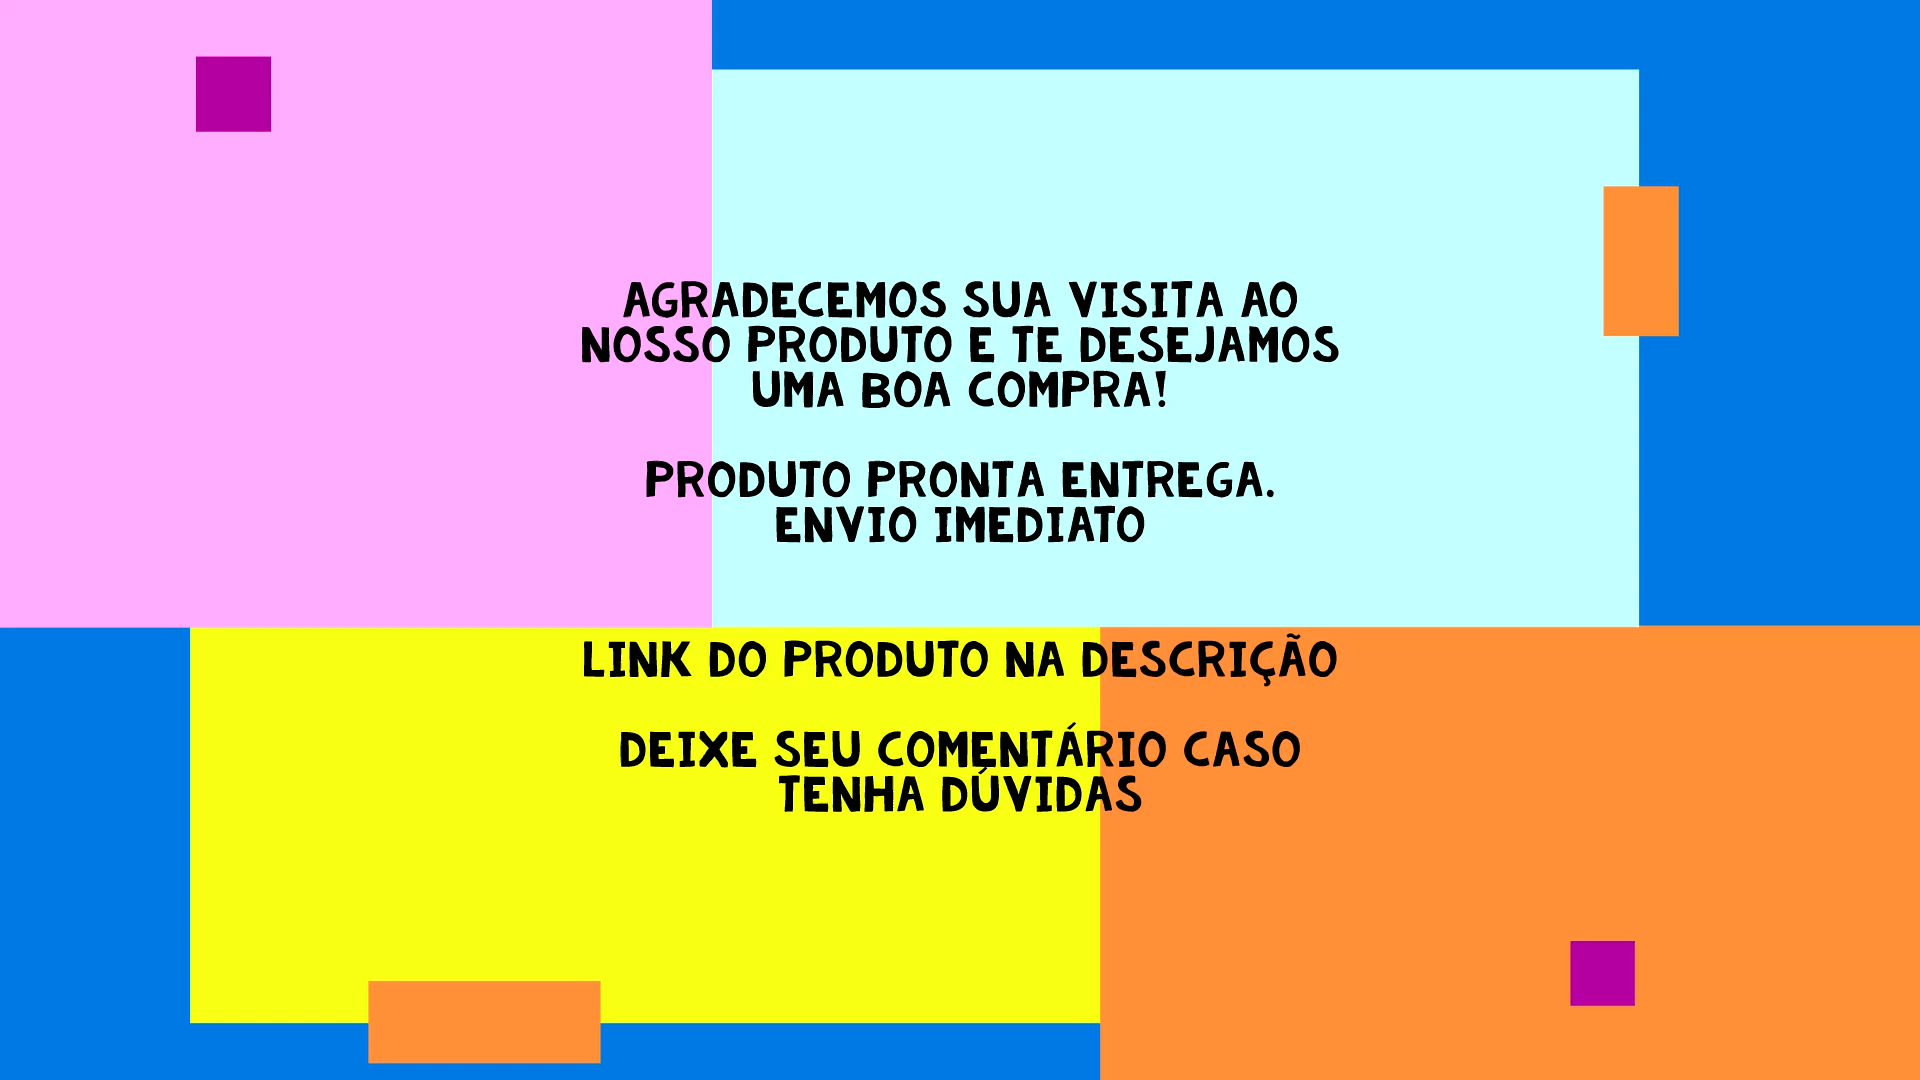 AGRADECEMOS SUA VISITA AO
NOSSO PRODUTO E TE DESEJAMOS
UMA BOA COMPRA!
PRODUTO PRONTA ENTREGA.
ENVIO IMEDIATO
LINK DO PRODUTO NA DESCRIÇÃO
DEIXE SEU COMENTÁRIO CASO
TENHA DÚVIDAS